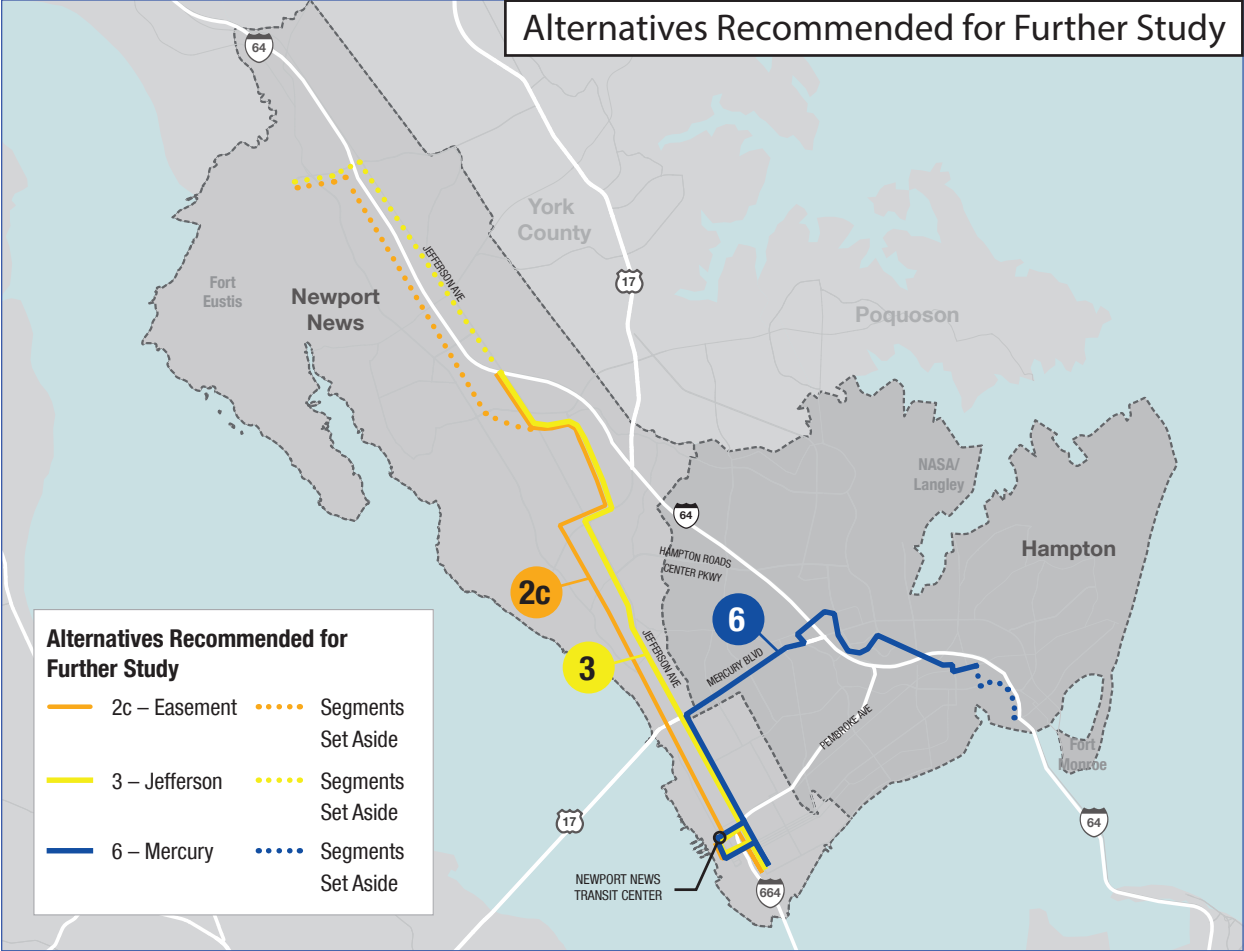 Alternatives Recommended for Further Study
64
York
County
17
JEFFERSON AVE
Fort
Eustis
Newport
News
Poquoson
NASA/
Langley
64
Hampton
HAMPTON ROADS
CENTER PKWY
2c
6
JEFFERSON AVE
3
MERCURY BLVD
PEMBROKE AVE
Fort
Monroe
17
64
NEWPORT NEWS
TRANSIT CENTER
664
Alternatives Recommended for
Further Study
2c – Easement
Segments
Set Aside
3 – Jefferson
Segments
Set Aside
6 – Mercury
Segments
Set Aside